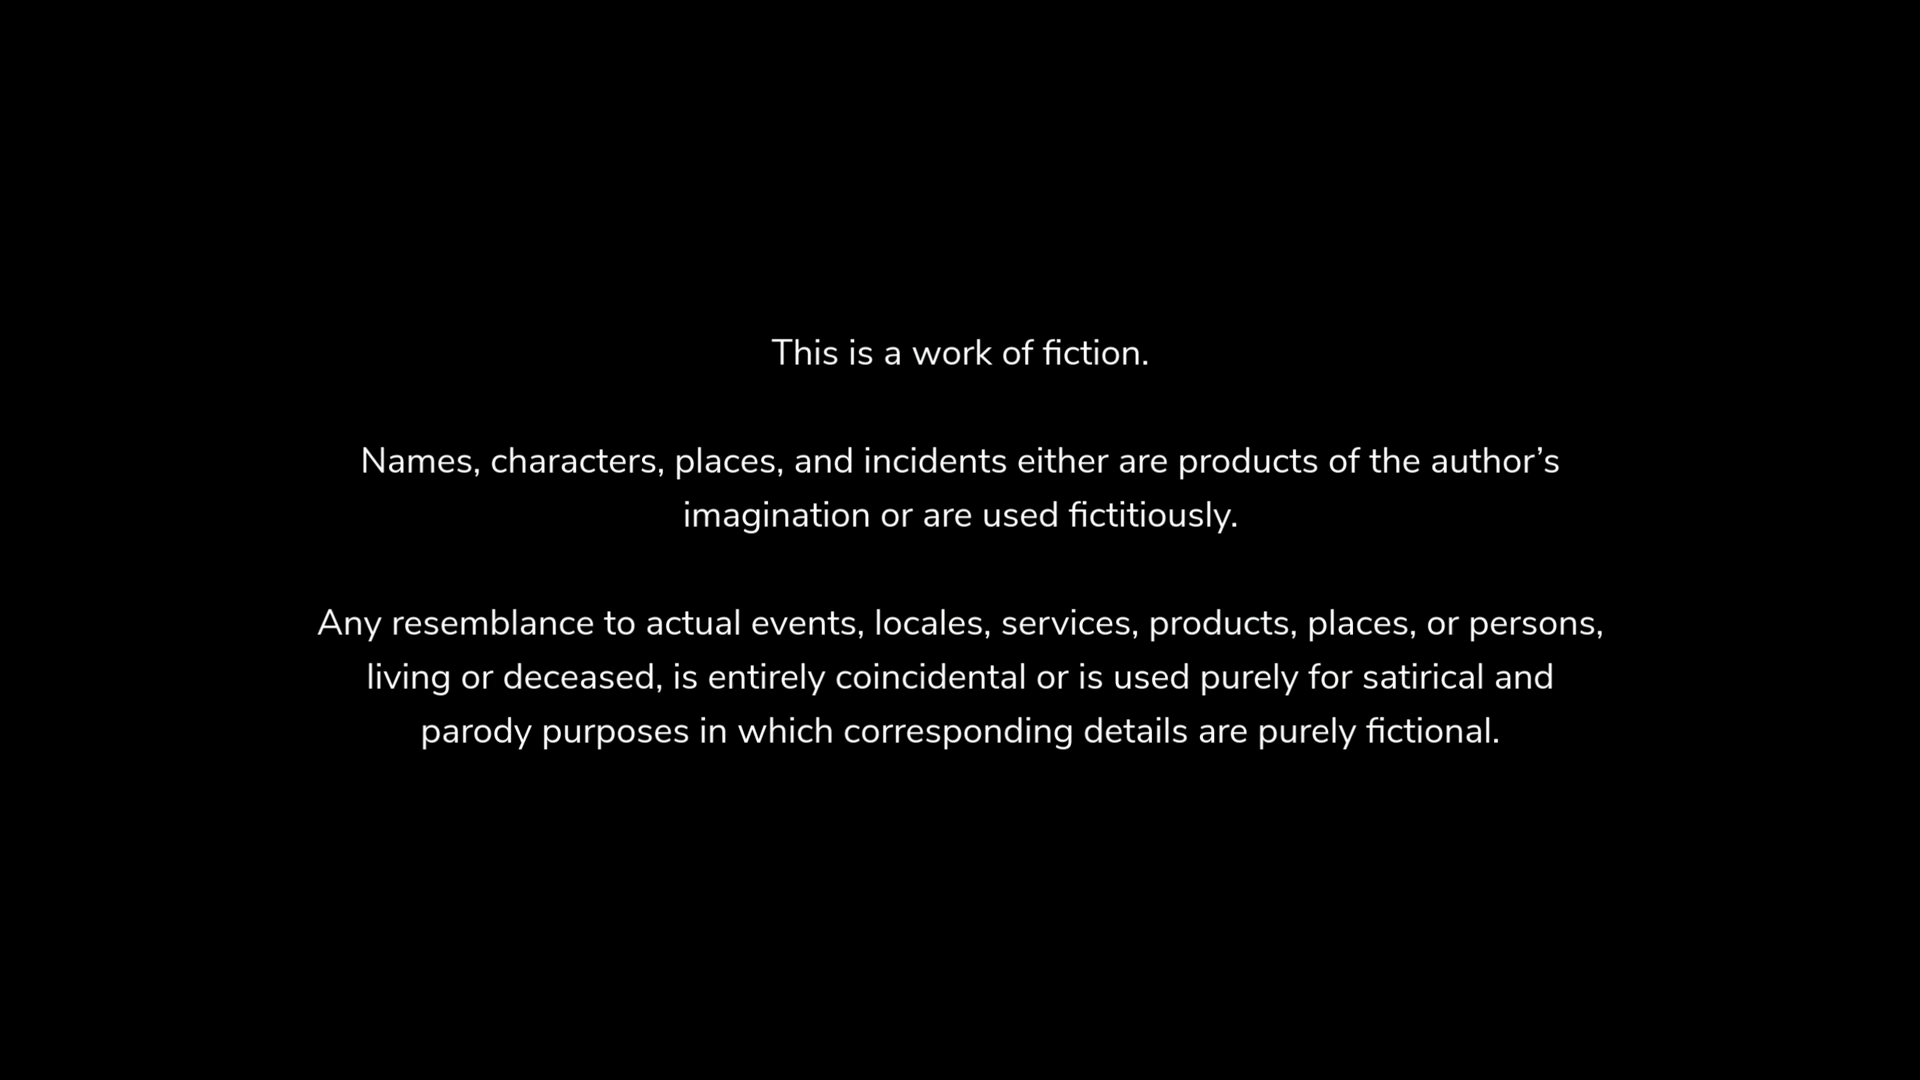 This is a work of fiction.
Names, characters, places, and incidents either are products of the author’s
imagination or are used fictitiously.
Any resemblance to actual events, locales, services, products, places, or persons,
living or deceased, is entirely coincidental or is used purely for satirical and
parody purposes in which corresponding details are purely fictional.